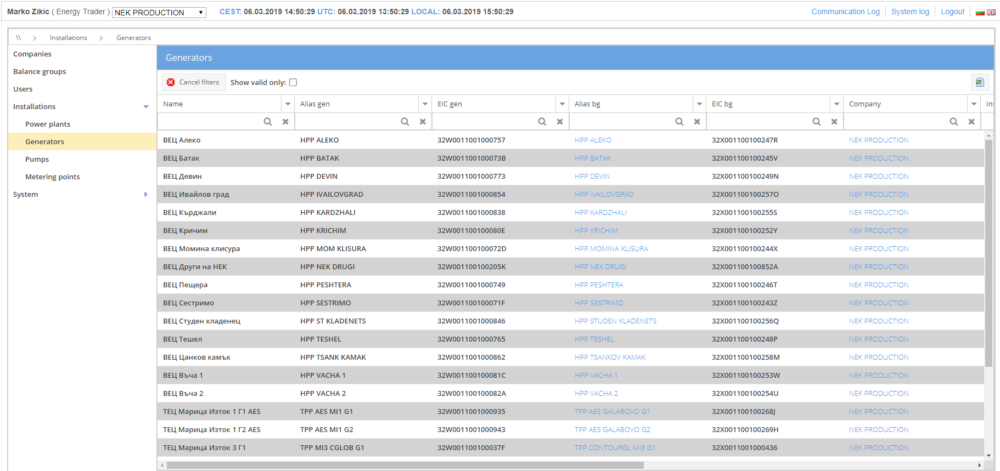 Marko Zikic ( Energy Trader ) NEK PRODUCTION CEST: 06.03.2019 14:50:29 UTC: 06.03.2019 13:50:29 LOCAL: 06.03.2019 15:50:29 Communication Log System log Logout
\\ > Installations > Generators
Companies
Balance groups
Users
Installations
Power plants
Generators
Pumps
Metering points
System
Generators
Cancel filters Show valid only:
Name Alias gen EIC gen Alias bg EIC bg Company
ВЕЦ Алеко HPP ALEKO 32W0011001000757 HPP ALEKO 32X001100100247R NEK PRODUCTION
ВЕЦ Батак HPP BATAK 32W001100100073B HPP BATAK 32X001100100245V NEK PRODUCTION
ВЕЦ Девин HPP DEVIN 32W0011001000773 HPP DEVIN 32X001100100249N NEK PRODUCTION
ВЕЦ Ивайлов град HPP IVAILOVGRAD 32W0011001000854 HPP IVAILOVGRAD 32X001100100257O NEK PRODUCTION
ВЕЦ Кърджали HPP KARDZHALI 32W0011001000838 HPP KARDZHALI 32X001100100255S NEK PRODUCTION
ВЕЦ Кричим HPP KRICHIM 32W001100100080E HPP KRICHIM 32X001100100252Y NEK PRODUCTION
ВЕЦ Момина клисура HPP MOM KLISURA 32W001100100072D HPP MOMINA KLISURA 32X001100100244X NEK PRODUCTION
ВЕЦ Други на НЕК HPP NEK DRUGI 32W001100100205K HPP NEK DRUGI 32X001100100852A NEK PRODUCTION
ВЕЦ Пещера HPP PESHTERA 32W0011001000749 HPP PESHTERA 32X001100100246T NEK PRODUCTION
ВЕЦ Сестримо HPP SESTRIMO 32W001100100071F HPP SESTRIMO 32X001100100243Z NEK PRODUCTION
ВЕЦ Студен кладенец HPP ST KLADENETS 32W0011001000846 HPP STUDEN KLADENETS 32X001100100256Q NEK PRODUCTION
ВЕЦ Тешел HPP TESHEL 32W0011001000765 HPP TESHEL 32X001100100248P NEK PRODUCTION
ВЕЦ Цанков камък HPP TSANK KAMAK 32W0011001000862 HPP TSANKOV KAMAK 32X001100100258M NEK PRODUCTION
ВЕЦ Въча 1 HPP VACHA 1 32W001100100081C HPP VACHA 1 32X001100100253W NEK PRODUCTION
ВЕЦ Въча 2 HPP VACHA 2 32W001100100082A HPP VACHA 2 32X001100100254U NEK PRODUCTION
ТЕЦ Марица Изток 1 Г1 AES TPP AES MI1 G1 32W0011001000935 TPP AES GALABOVO G1 32X001100100268J NEK PRODUCTION
ТЕЦ Марица Изток 1 Г2 AES TPP AES MI1 G2 32W0011001000943 TPP AES GALABOVO G2 32X001100100269H NEK PRODUCTION
ТЕЦ Марица Изток 3 Г1 TPP MI3 CGLOB G1 32W001100100037F TPP CONTOURGL MI3 G1 32X0011001000436 NEK PRODUCTION